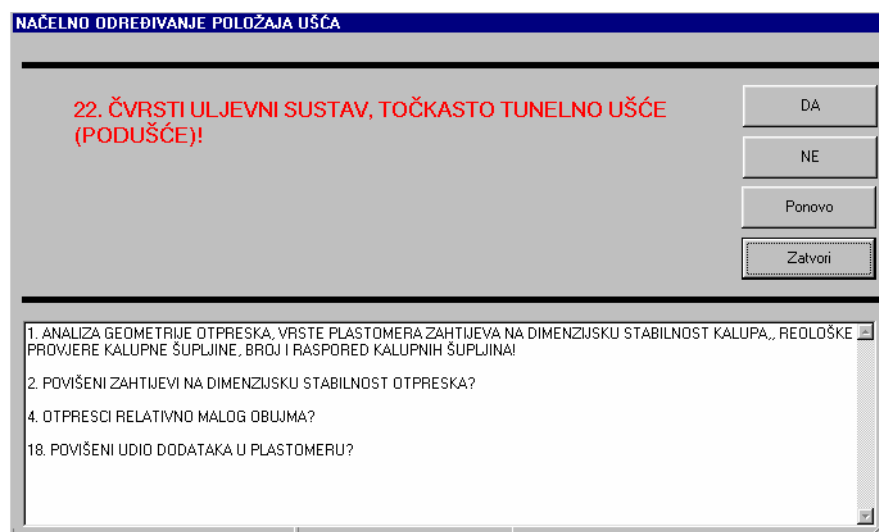 NAČELNO ODREĐIVANJE POLOŽAJA UŠĆA
22. ČVRSTI ULJEVNI SUSTAV, TOČKASTO TUNELNO UŠĆE
(PODUŠĆE)!
DA
NE
Ponovo
Zatvori
1. ANALIZA GEOMETRIJE OTPRESKA, VRSTE PLASTOMERA ZAHTIJEVA NA DIMENZIJSKU STABILNOST KALUPA,, REOLOŠKE
PROVJERE KALUPNE ŠUPLJINE, BROJ I RASPORED KALUPNIH ŠUPLJINA!
2. POVIŠENI ZAHTIJEVI NA DIMENZIJSKU STABILNOST OTPRESKA?
4. OTPRESCI RELATIVNO MALOG OBUJMA?
18. POVIŠENI UDIO DODATAKA U PLASTOMERU?